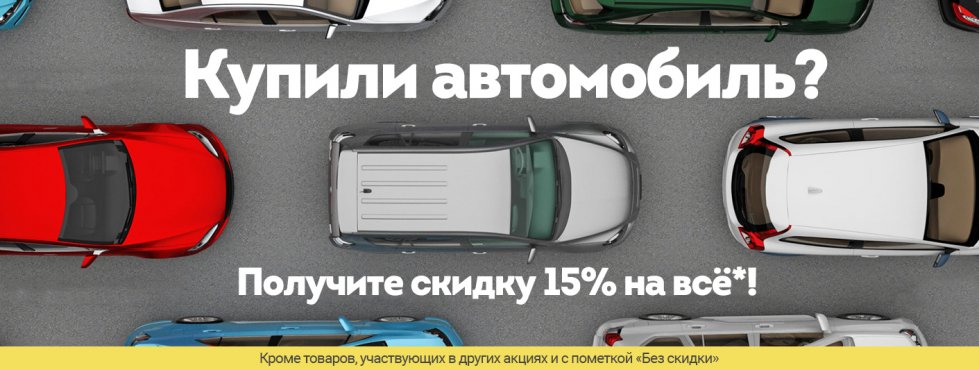 Купили автомобиль?
Получите скидку 15% на всё*!
Кроме товаров, участвующих в других акциях и с пометкой «Без скидки»